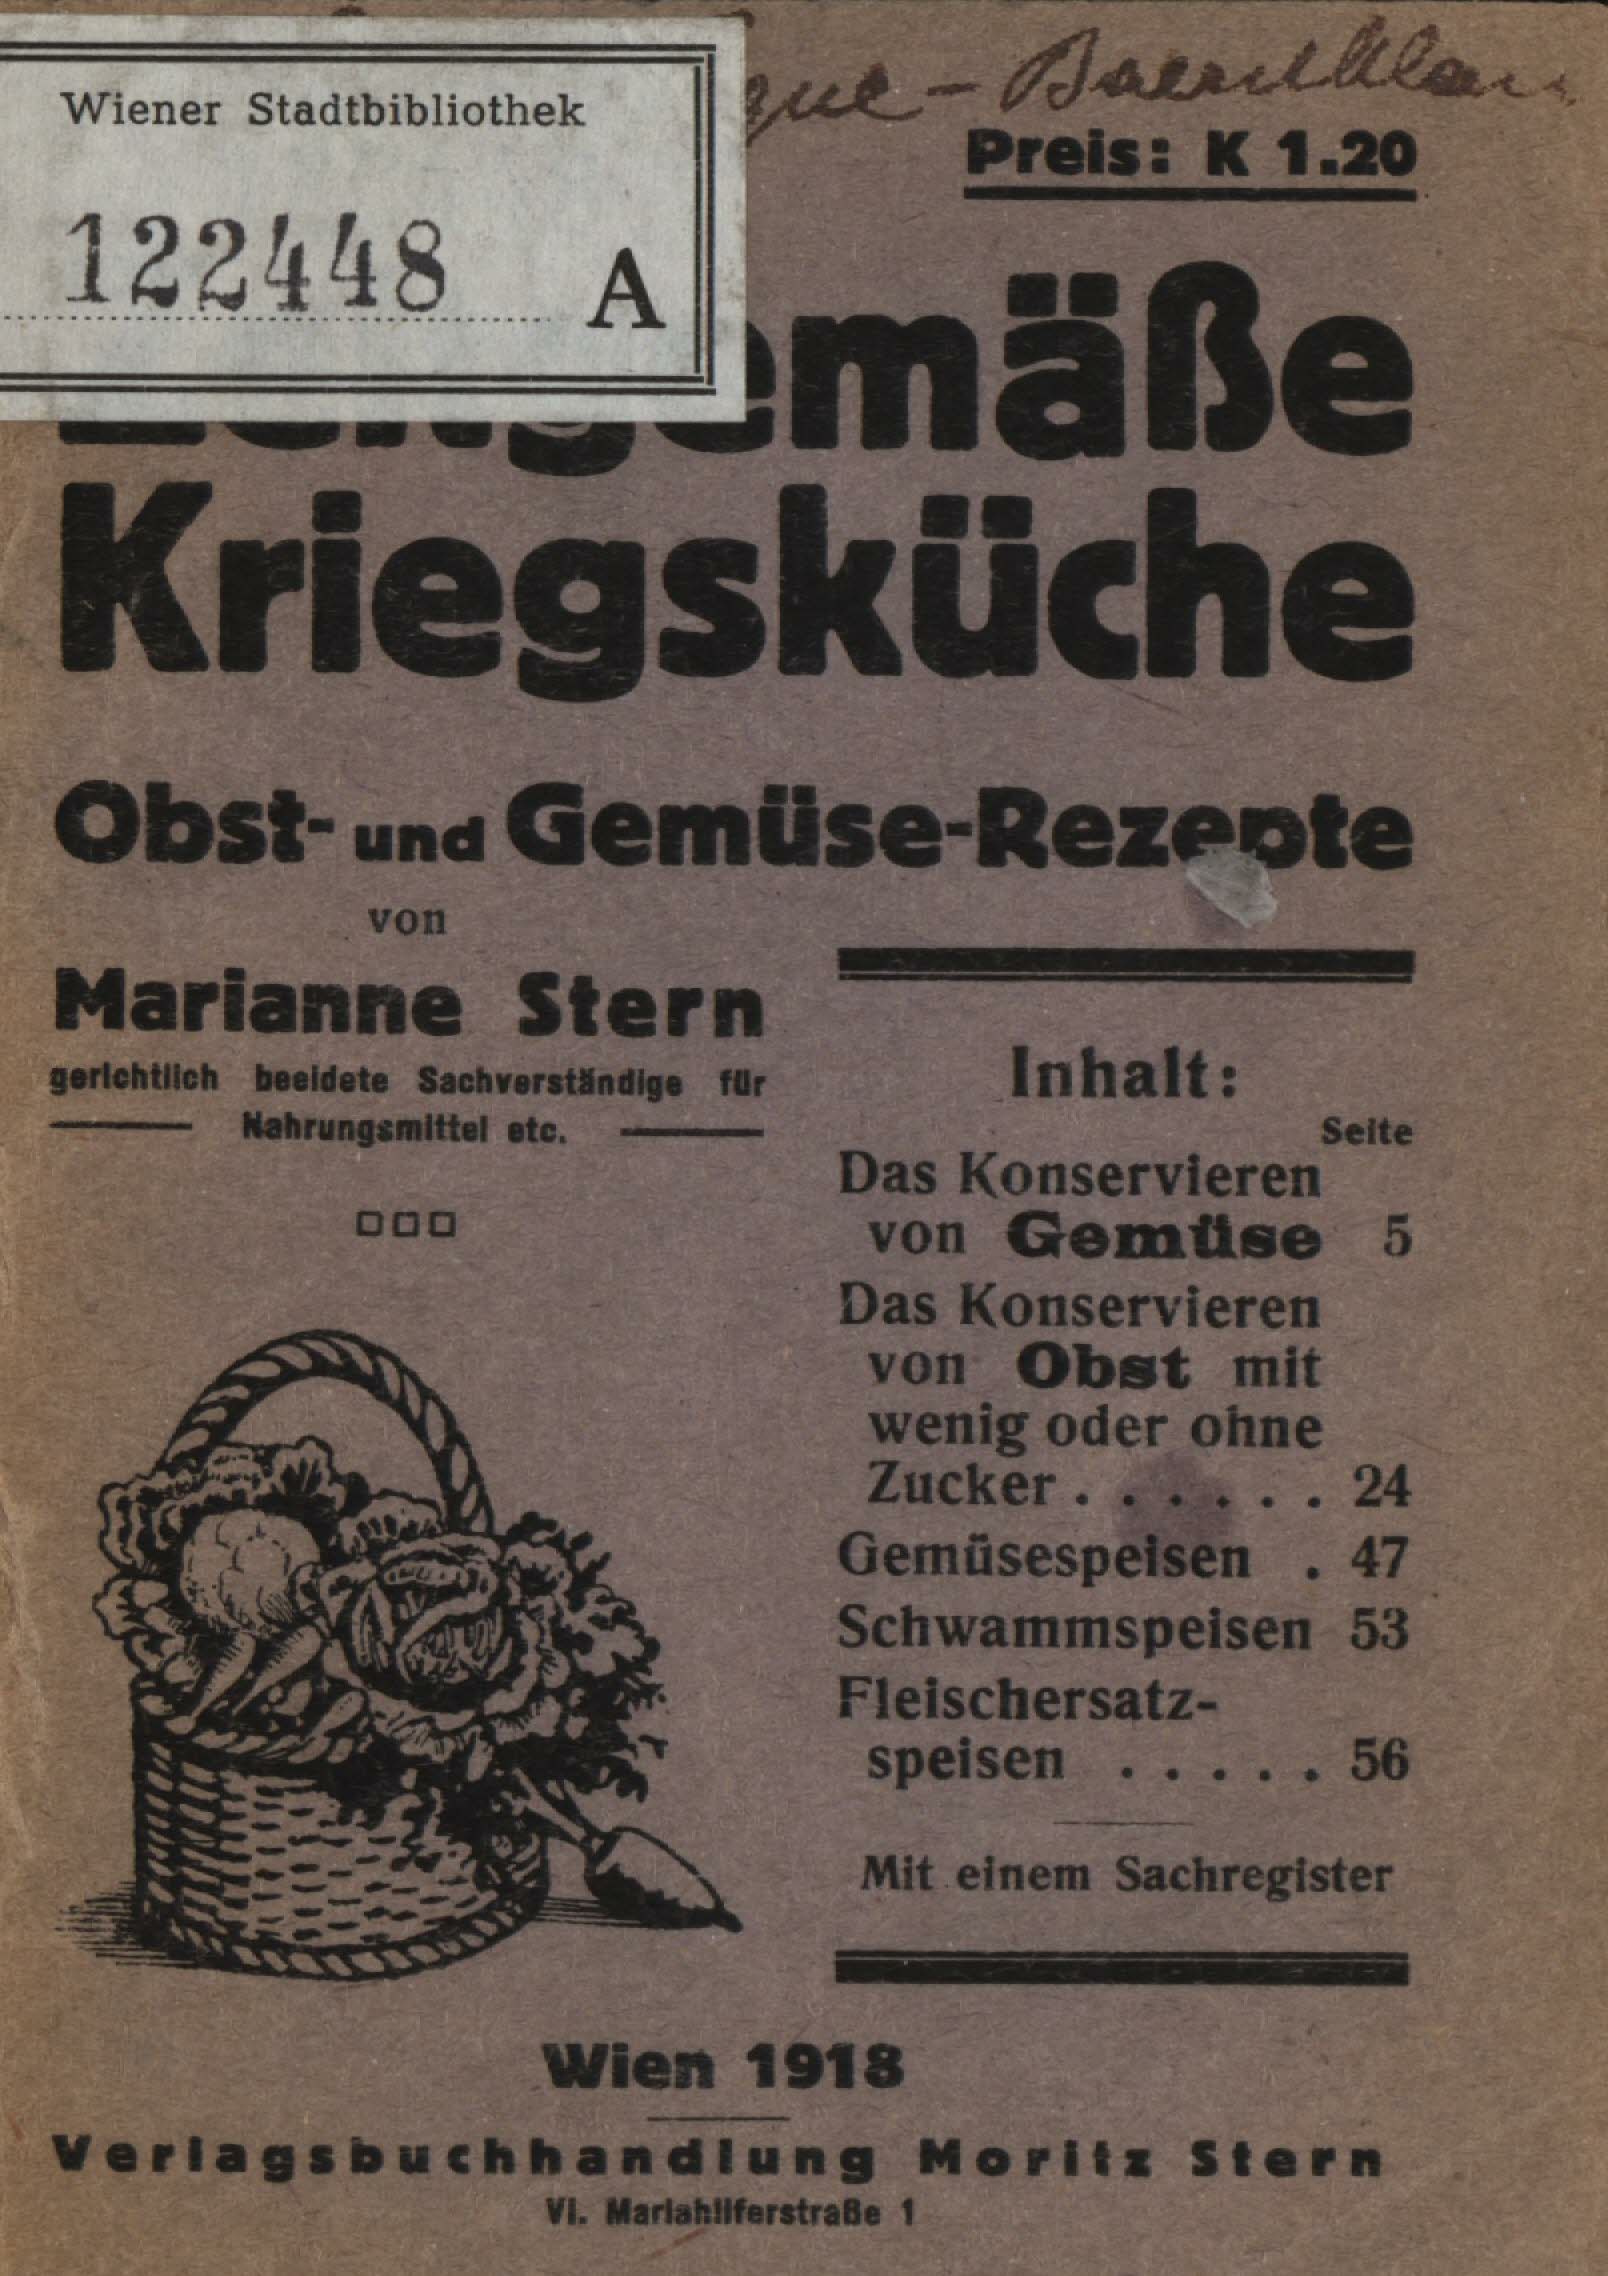 Wiener Stadtbibliothek
122448 A
Preis: K 1.20
Zeitgemäße
Kriegsküche
Obst- und Gemüse-Rezepte
von
Marianne Stern
gerichtlich beeidete Sachverständige für
Nahrungsmittel etc.
Inhalt:
Seite
Das Konservieren
von Gemüse 5
Das Konservieren
von Obst mit
wenig oder ohne
Zucker . . . . . . 24
Gemüsespeisen . 47
Schwammspeisen 53
Fleischersatz-
speisen . . . . . 56
Mit einem Sachregister
Wien 1918
Verlagsbuchhandlung Moritz Stern
VI. Mariahilferstraße 1